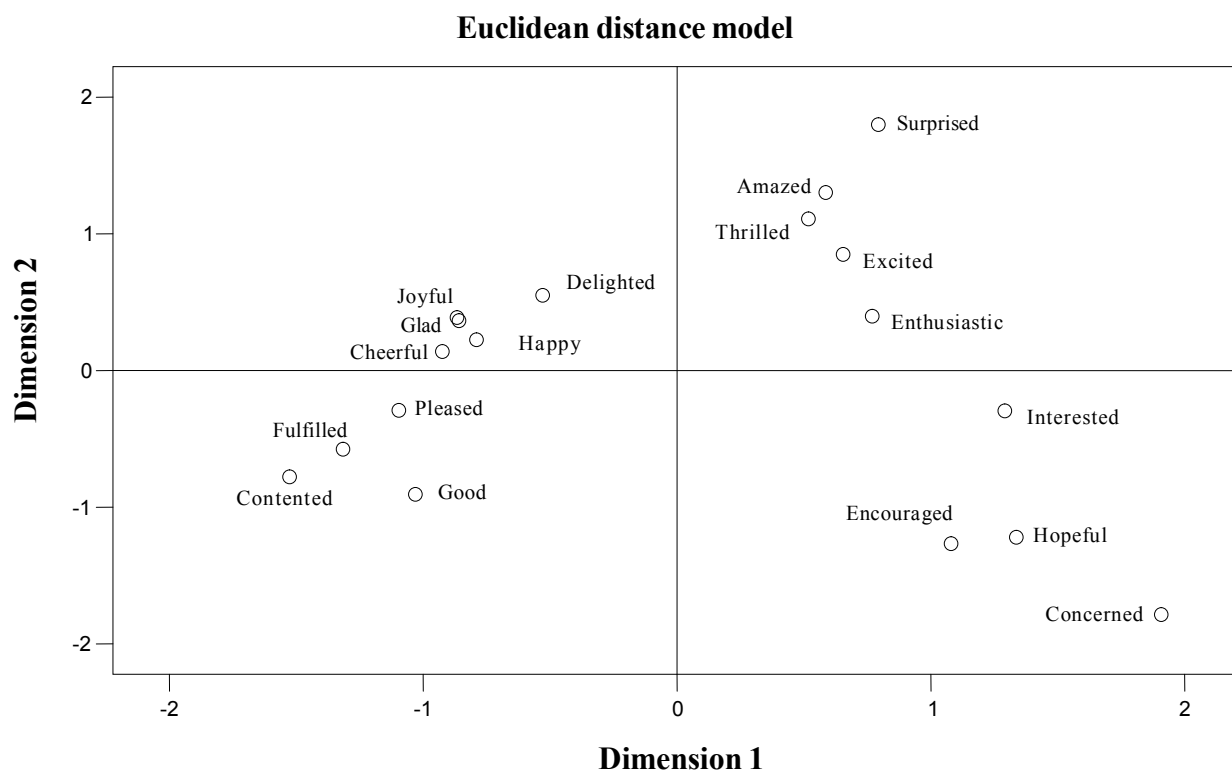 Euclidean distance model
Dimension 2
2
1
0
-1
-2
Surprised
Amazed
Thrilled
Excited
Delighted
Joyful
Glad
Enthusiastic
Happy
Cheerful
Pleased
Interested
Fulfilled
Contented
Good
Encouraged
Hopeful
Concerned
-2
-1
0
1
2
Dimension 1